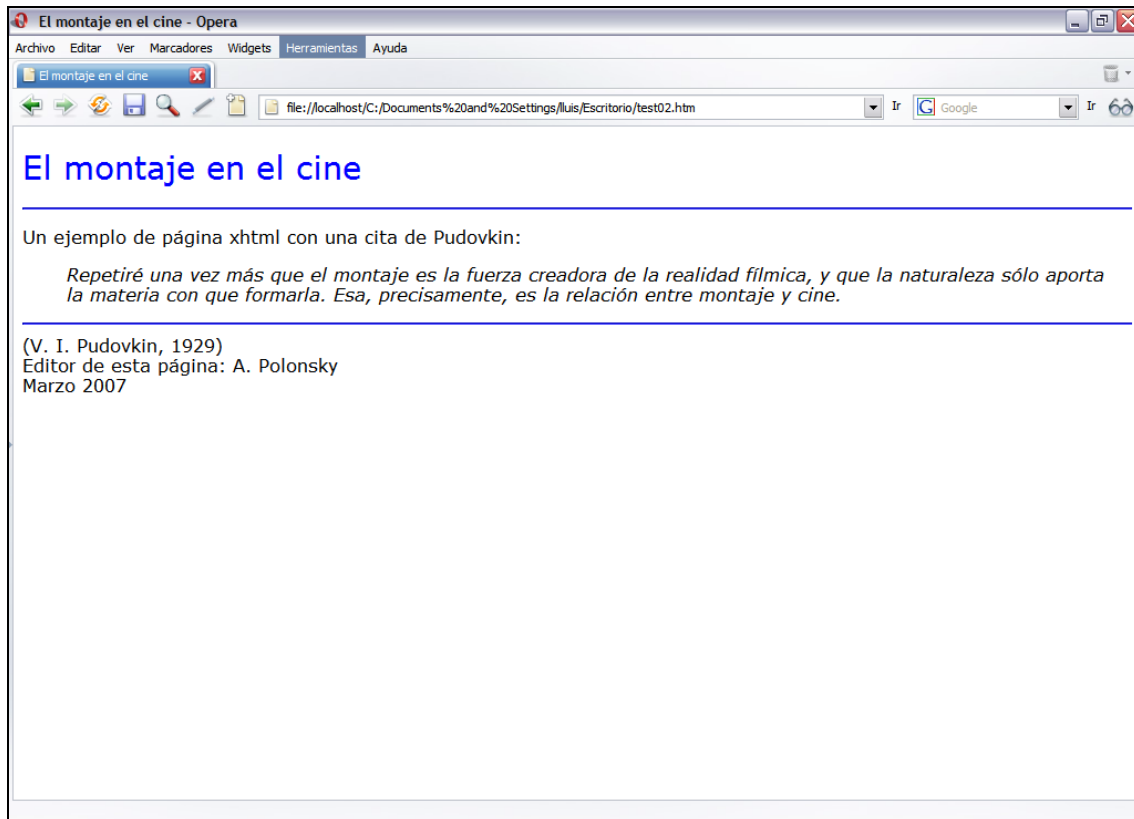 El montaje en el cine - Opera
Archivo Editar Ver Marcadores Widgets Herramientas Ayuda
El montaje en el cine
file://localhost/C:/Documents%20and%20Settings/lluis/Escritorio/test02.htm Ir G Google Ir
El montaje en el cine
Un ejemplo de página xhtml con una cita de Pudovkin:
Repetiré una vez más que el montaje es la fuerza creadora de la realidad fílmica, y que la naturaleza sólo aporta
la materia con que formarla. Esa, precisamente, es la relación entre montaje y cine.
(V. I. Pudovkin, 1929)
Editor de esta página: A. Polonsky
Marzo 2007